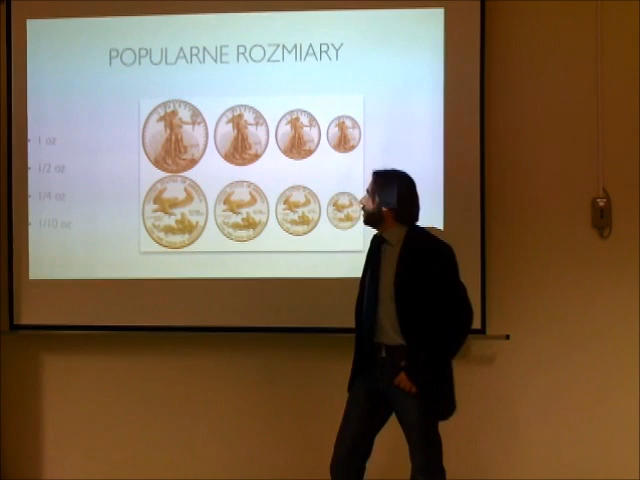 POPULARNE ROZMIARY
1 oz
1/2 oz
1/4 oz
1/10 oz